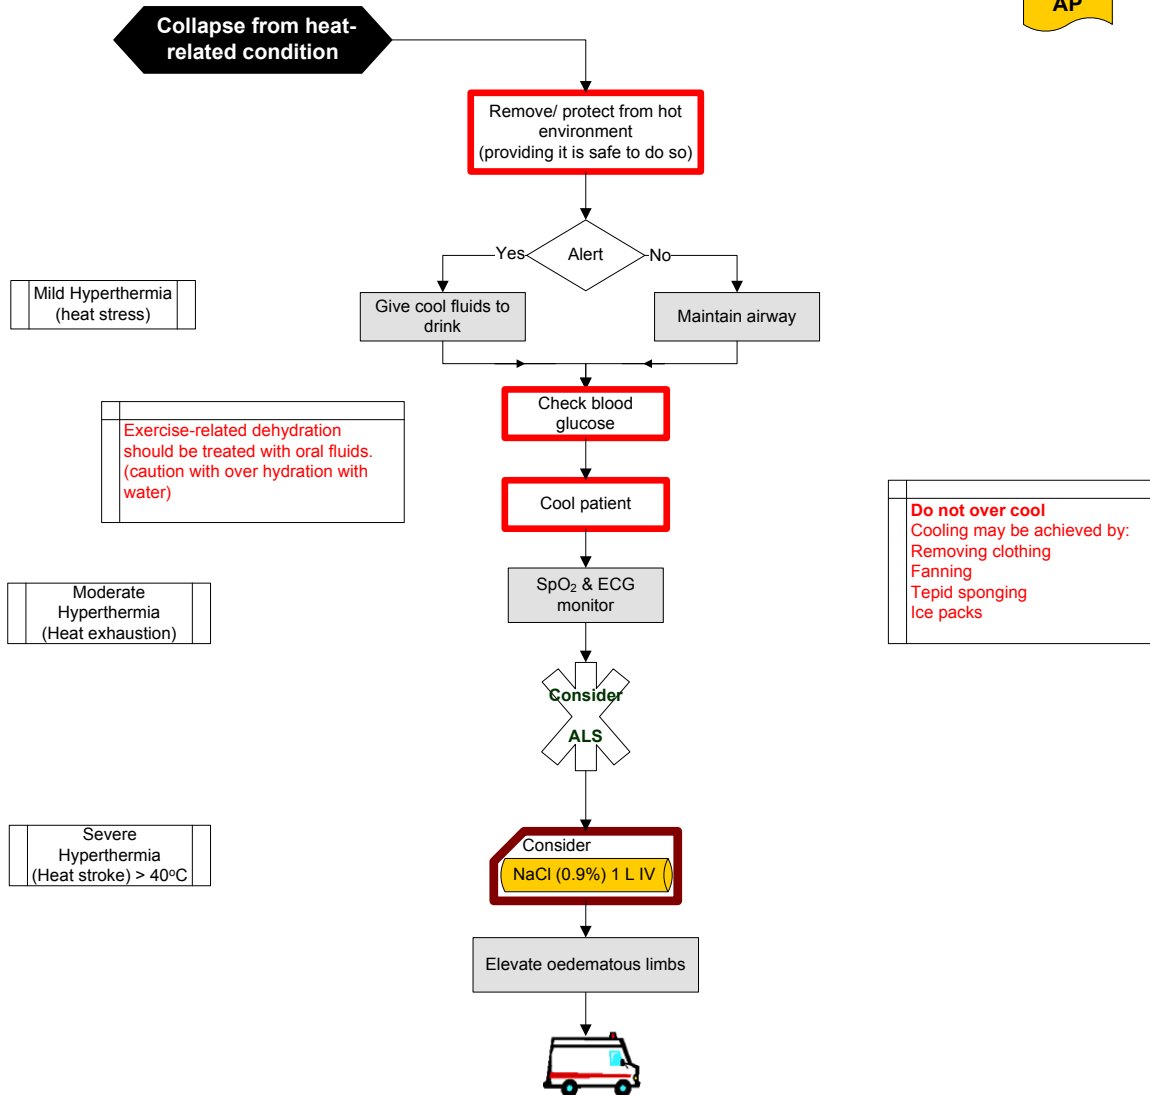 AP
Collapse from heat-
related condition
Remove/ protect from hot
environment
(providing it is safe to do so)
Yes
Alert
No
Mild Hyperthermia
(heat stress)
Give cool fluids to
drink
Maintain airway
Check blood
glucose
Exercise-related dehydration
should be treated with oral fluids.
(caution with over hydration with
water)
Cool patient
Do not over cool
Cooling may be achieved by:
Removing clothing
Fanning
Tepid sponging
Ice packs
Moderate
Hyperthermia
(Heat exhaustion)
SpO₂ & ECG
monitor
Consider
ALS
Severe
Hyperthermia
(Heat stroke) > 40ºC
Consider
NaCl (0.9%) 1 L IV
Elevate oedematous limbs